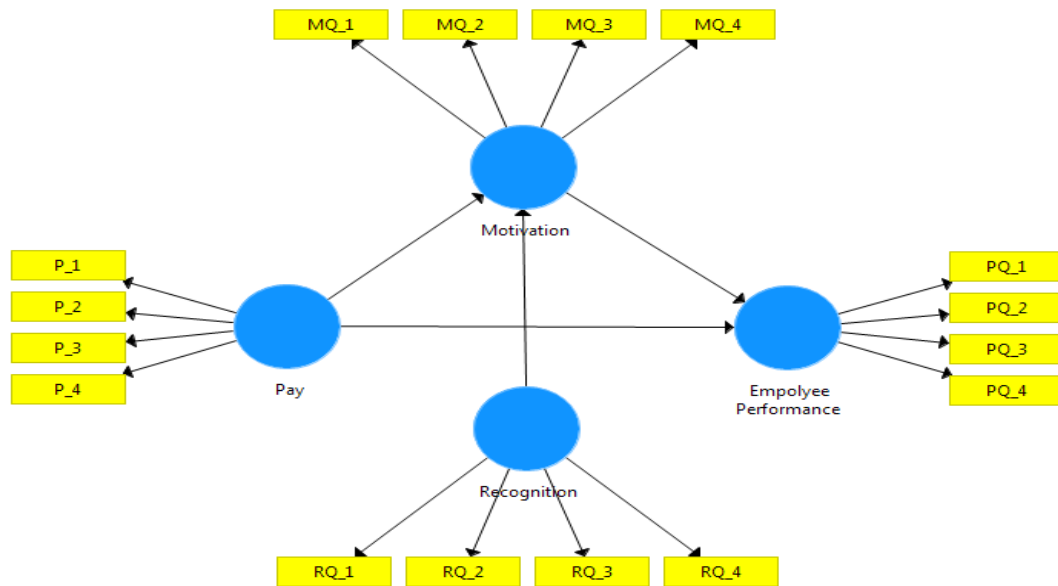 MQ_1
MQ_2
MQ_3
MQ_4
Motivation
P_1
P_2
P_3
P_4
Pay
PQ_1
PQ_2
PQ_3
PQ_4
Empolyee
Performance
Recognition
RQ_1
RQ_2
RQ_3
RQ_4